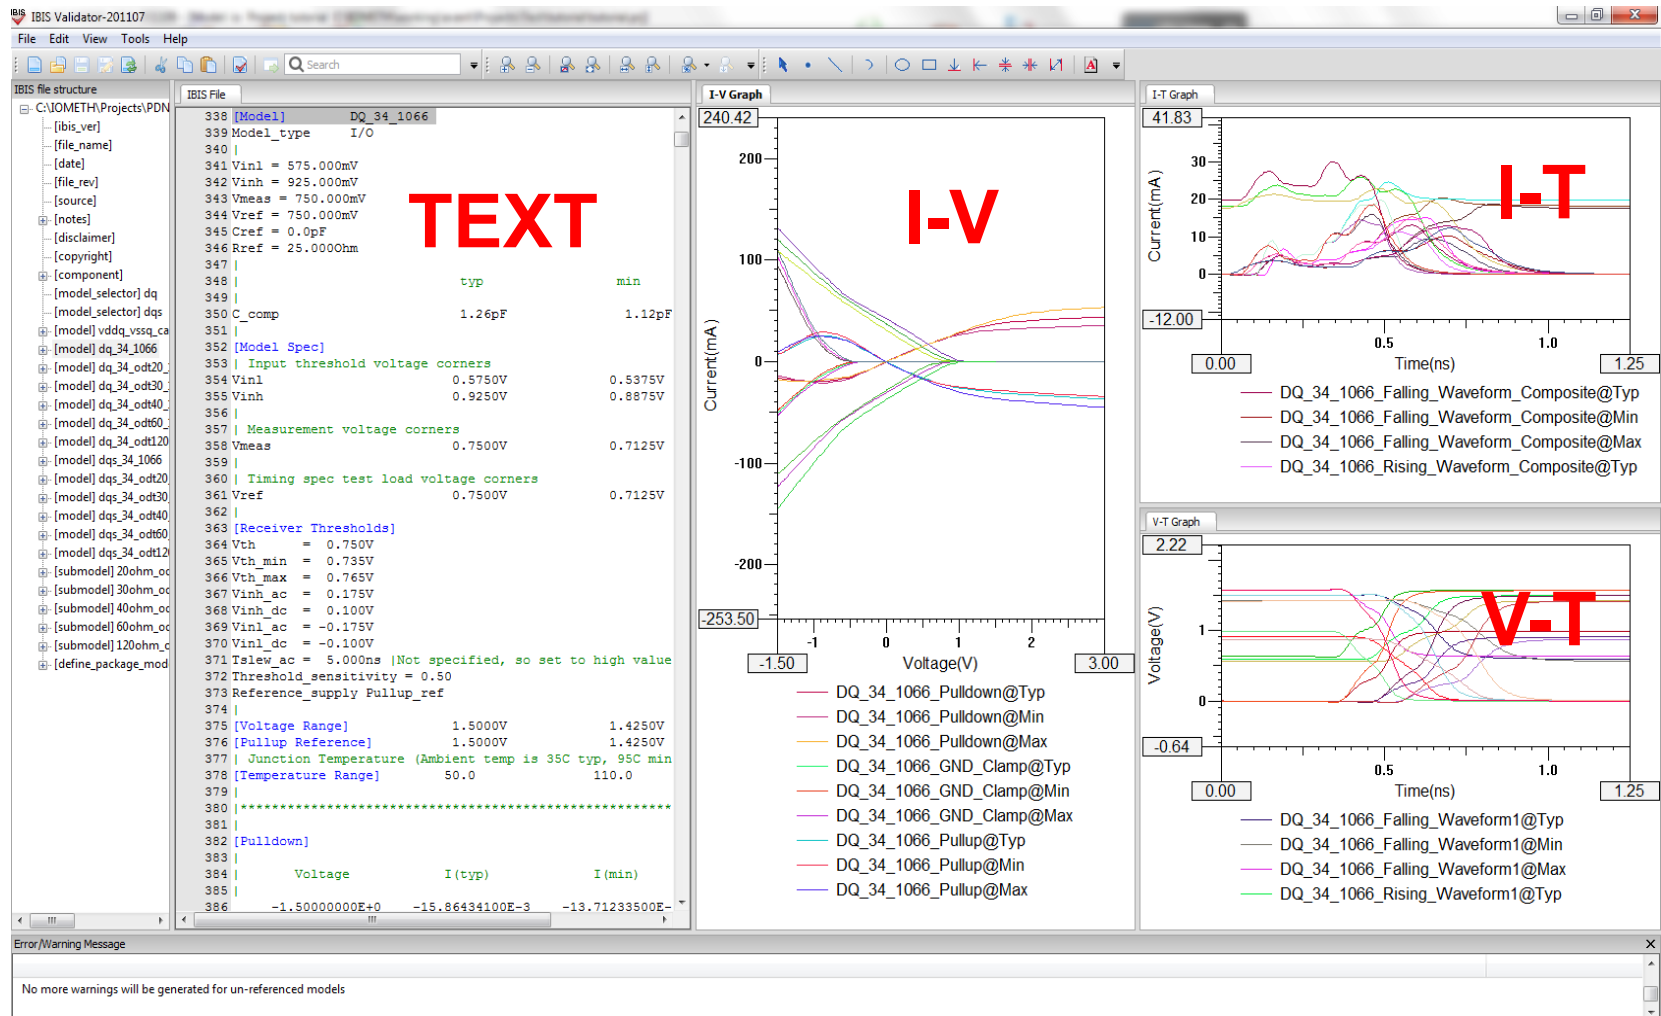 IBIS Validator-201107
File Edit View Tools Help
Search
IBIS file structure
C:\IOMETH\Projects\PDN
[ibis_ver]
[file_name]
[date]
[file_rev]
[source]
[notes]
[disclaimer]
[copyright]
[component]
[model_selector] dq
[model_selector] dqs
[model] vddq_vssq_ca
[model] dq_34_1066
[model] dq_34_odt20_
[model] dq_34_odt30_
[model] dq_34_odt40_
[model] dq_34_odt60_
[model] dq_34_odt120
[model] dqs_34_1066
[model] dqs_34_odt20
[model] dqs_34_odt30
[model] dqs_34_odt40
[model] dqs_34_odt60
[model] dqs_34_odt12
[submodel] 20ohm_oc
[submodel] 30ohm_oc
[submodel] 40ohm_oc
[submodel] 60ohm_oc
[submodel] 120ohm_c
[define_package_mod
IBIS File
338 [Model] DQ_34_1066
339 Model_type I/O
340 |
341 Vinl = 575.000mV
342 Vinh = 925.000mV
343 Vmeas = 750.000mV
344 Vref = 750.000mV
345 Cref = 0.0pF
346 Rref = 25.000Ohm
347 |
348 | typ min
349 |
350 C_comp 1.26pF 1.12pF
351 |
352 [Model Spec]
353 | Input threshold voltage corners
354 Vinl 0.5750V 0.5375V
355 Vinh 0.9250V 0.8875V
356 |
357 | Measurement voltage corners
358 Vmeas 0.7500V 0.7125V
359 |
360 | Timing spec test load voltage corners
361 Vref 0.7500V 0.7125V
362 |
363 [Receiver Thresholds]
364 Vth = 0.750V
365 Vth_min = 0.735V
366 Vth_max = 0.765V
367 Vinh_ac = 0.175V
368 Vinh_dc = 0.100V
369 Vinl_ac = -0.175V
370 Vinl_dc = -0.100V
371 Tslew_ac = 5.000ns |Not specified, so set to high value
372 Threshold_sensitivity = 0.50
373 Reference_supply Pullup_ref
374 |
375 [Voltage Range] 1.5000V 1.4250V
376 [Pullup Reference] 1.5000V 1.4250V
377 | Junction Temperature (Ambient temp is 35C typ, 95C min
378 [Temperature Range] 50.0 110.0
379 |
380 |********************************************************
381 |
382 [Pulldown]
383 |
384 | Voltage I(typ) I(min)
385 |
386 -1.50000000E+0 -15.86434100E-3 -13.71233500E-
TEXT
I-V Graph
240.42
200
100
0
-100
-200
-253.50
Current(mA)
-1 0 1 2
-1.50 Voltage(V) 3.00
I-V
DQ_34_1066_Pulldown@Typ
DQ_34_1066_Pulldown@Min
DQ_34_1066_Pulldown@Max
DQ_34_1066_GND_Clamp@Typ
DQ_34_1066_GND_Clamp@Min
DQ_34_1066_GND_Clamp@Max
DQ_34_1066_Pullup@Typ
DQ_34_1066_Pullup@Min
DQ_34_1066_Pullup@Max
I-T Graph
41.83
30
20
10
0
-12.00
Current(mA)
0.5 1.0
0.00 Time(ns) 1.25
I-T
DQ_34_1066_Falling_Waveform_Composite@Typ
DQ_34_1066_Falling_Waveform_Composite@Min
DQ_34_1066_Falling_Waveform_Composite@Max
DQ_34_1066_Rising_Waveform_Composite@Typ
V-T Graph
2.22
1
0
-0.64
Voltage(V)
0.5 1.0
0.00 Time(ns) 1.25
V-T
DQ_34_1066_Falling_Waveform1@Typ
DQ_34_1066_Falling_Waveform1@Min
DQ_34_1066_Falling_Waveform1@Max
DQ_34_1066_Rising_Waveform1@Typ
Error/Warning Message
No more warnings will be generated for un-referenced models